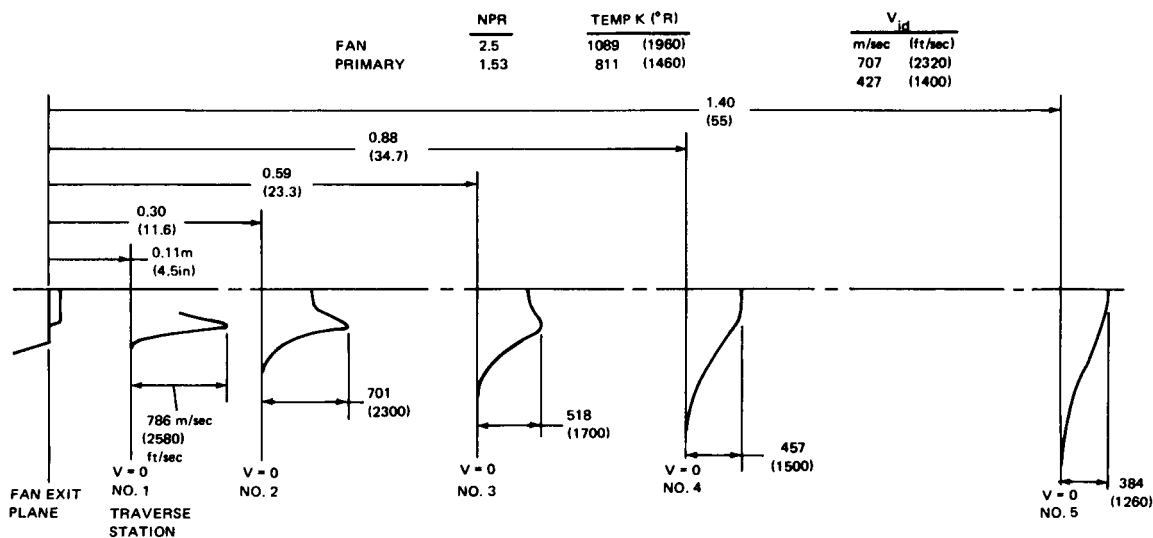 NPR TEMP K (°R) V_id
m/sec (ft/sec)
FAN 2.5 1089 (1960) 707 (2320)
PRIMARY 1.53 811 (1460) 427 (1400)
1.40
(55)
0.88
(34.7)
0.59
(23.3)
0.30
(11.6)
0.11m
(4.5in)
786 m/sec
(2580)
ft/sec
701
(2300)
518
(1700)
457
(1500)
384
(1260)
FAN EXIT
PLANE
V = 0
NO. 1
TRAVERSE
STATION
V = 0
NO. 2
V = 0
NO. 3
V = 0
NO. 4
V = 0
NO. 5